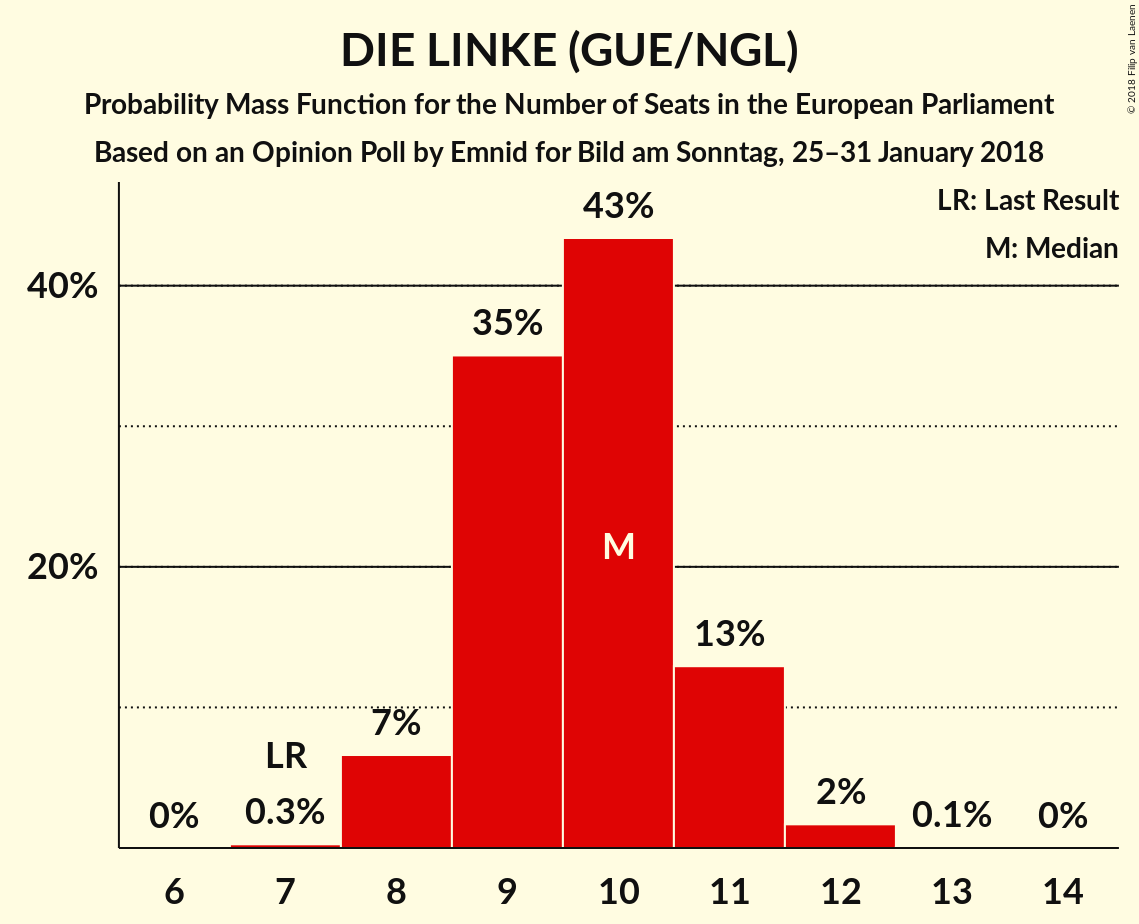 DIE LINKE (GUE/NGL)
Probability Mass Function for the Number of Seats in the European Parliament
Based on an Opinion Poll by Emnid for Bild am Sonntag, 25–31 January 2018
© 2018 Filip van Laenen
LR: Last Result
M: Median
43%
40%
35%
M
20%
13%
7%
LR
2%
0% 0.3% 0.1% 0%
6 7 8 9 10 11 12 13 14